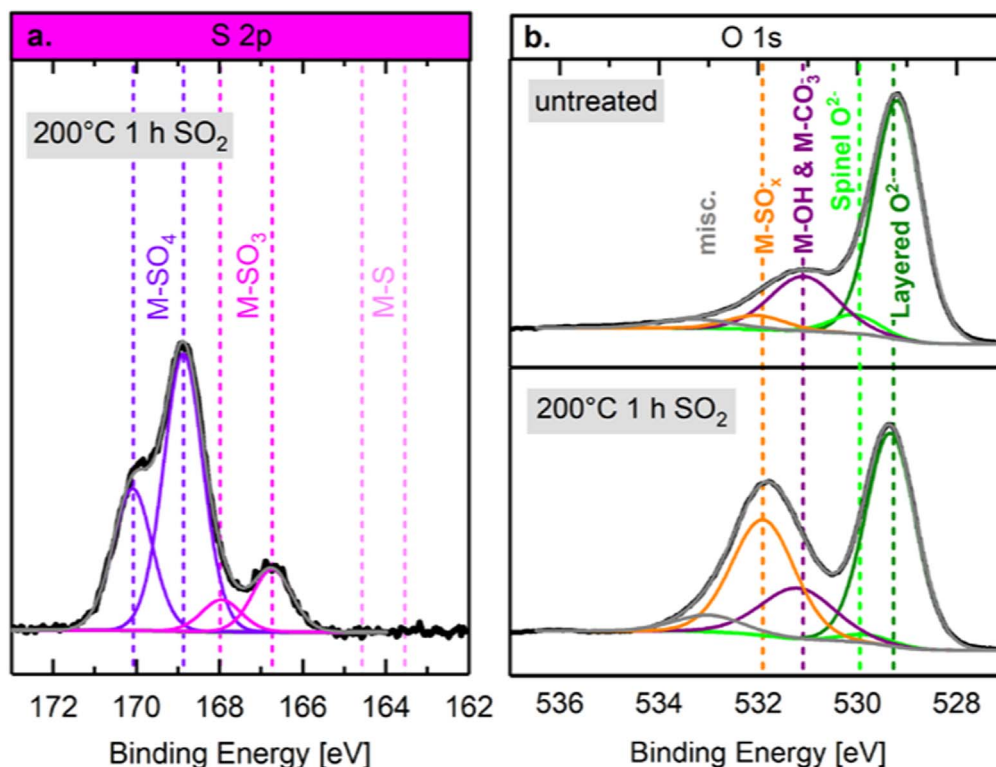 a.
S 2p
200°C 1 h SO₂
M-SO₄
M-SO₃
M-S
172 170 168 166 164 162
Binding Energy [eV]
b.
O 1s
untreated
misc.
M-SOₓ
M-OH & M-CO₃
Spinel O²⁻
Layered O²⁻
200°C 1 h SO₂
536 534 532 530 528
Binding Energy [eV]